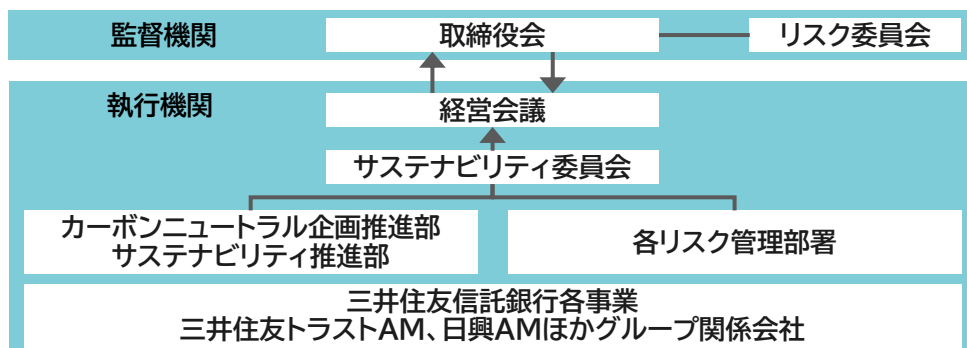 監督機関
取締役会
リスク委員会
執行機関
経営会議
サステナビリティ委員会
カーボンニュートラル企画推進部
サステナビリティ推進部
各リスク管理部署
三井住友信託銀行各事業
三井住友トラストAM、日興AMほかグループ関係会社